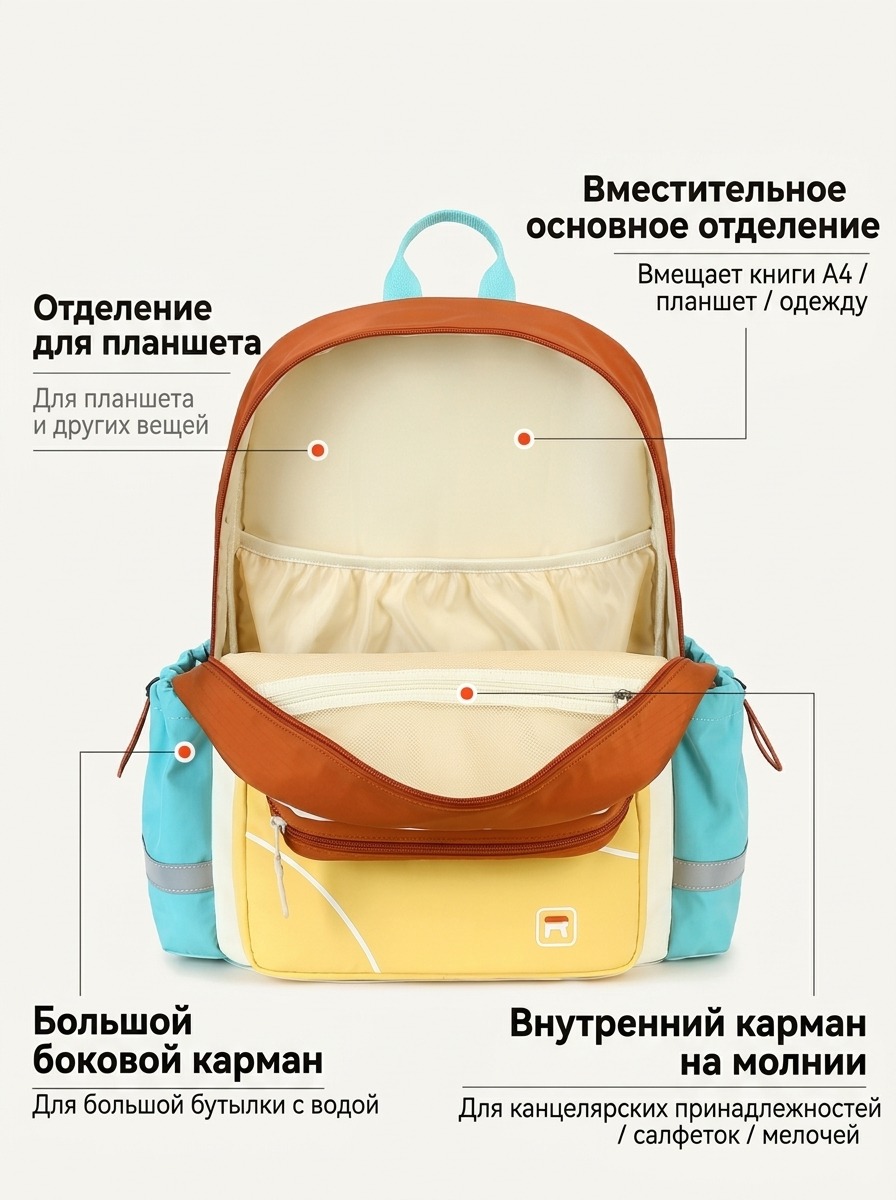 Вместительное
основное отделение
Вмещает книги А4 /
планшет / одежду
Отделение
для планшета
Для планшета
и других вещей
Большой
боковой карман
Для большой бутылки с водой
Внутренний карман
на молнии
Для канцелярских принадлежностей
/ салфеток / мелочей